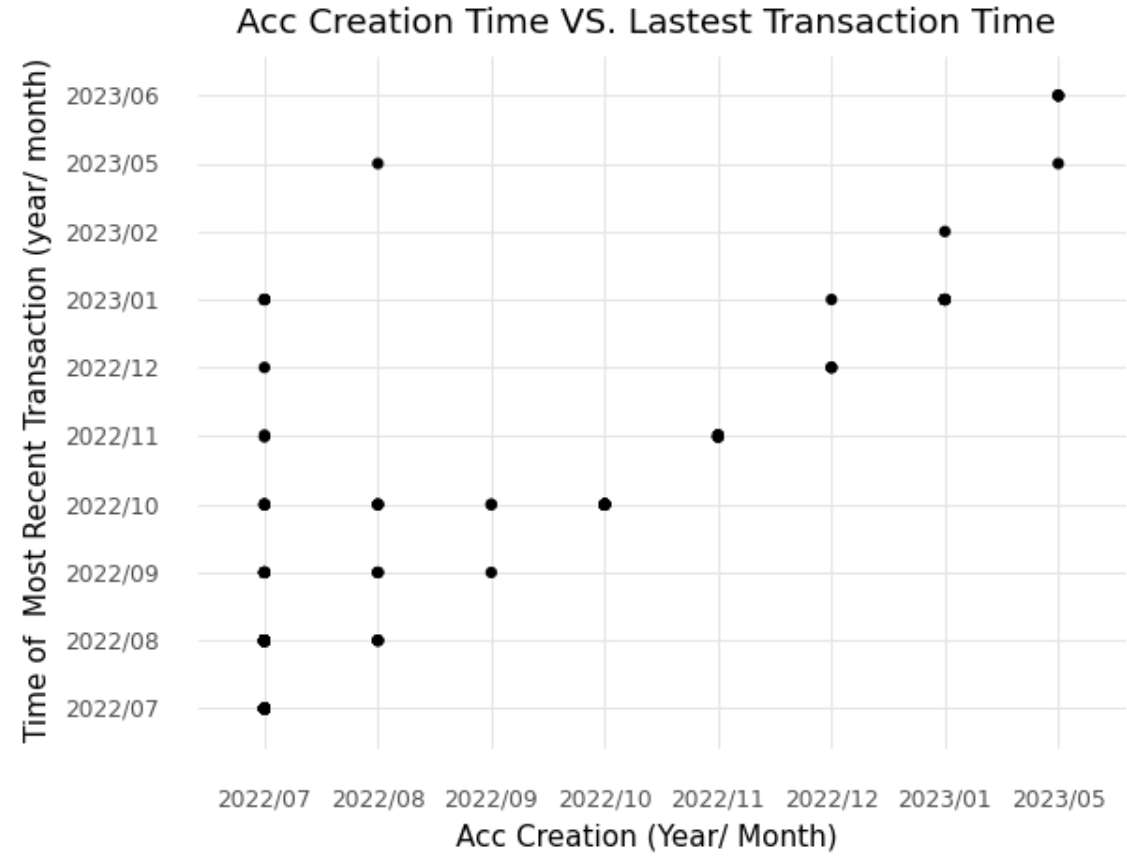 Acc Creation Time VS. Lastest Transaction Time
Time of  Most Recent Transaction (year/ month)
2023/06
2023/05
2023/02
2023/01
2022/12
2022/11
2022/10
2022/09
2022/08
2022/07
2022/07 2022/08 2022/09 2022/10 2022/11 2022/12 2023/01 2023/05
Acc Creation (Year/ Month)